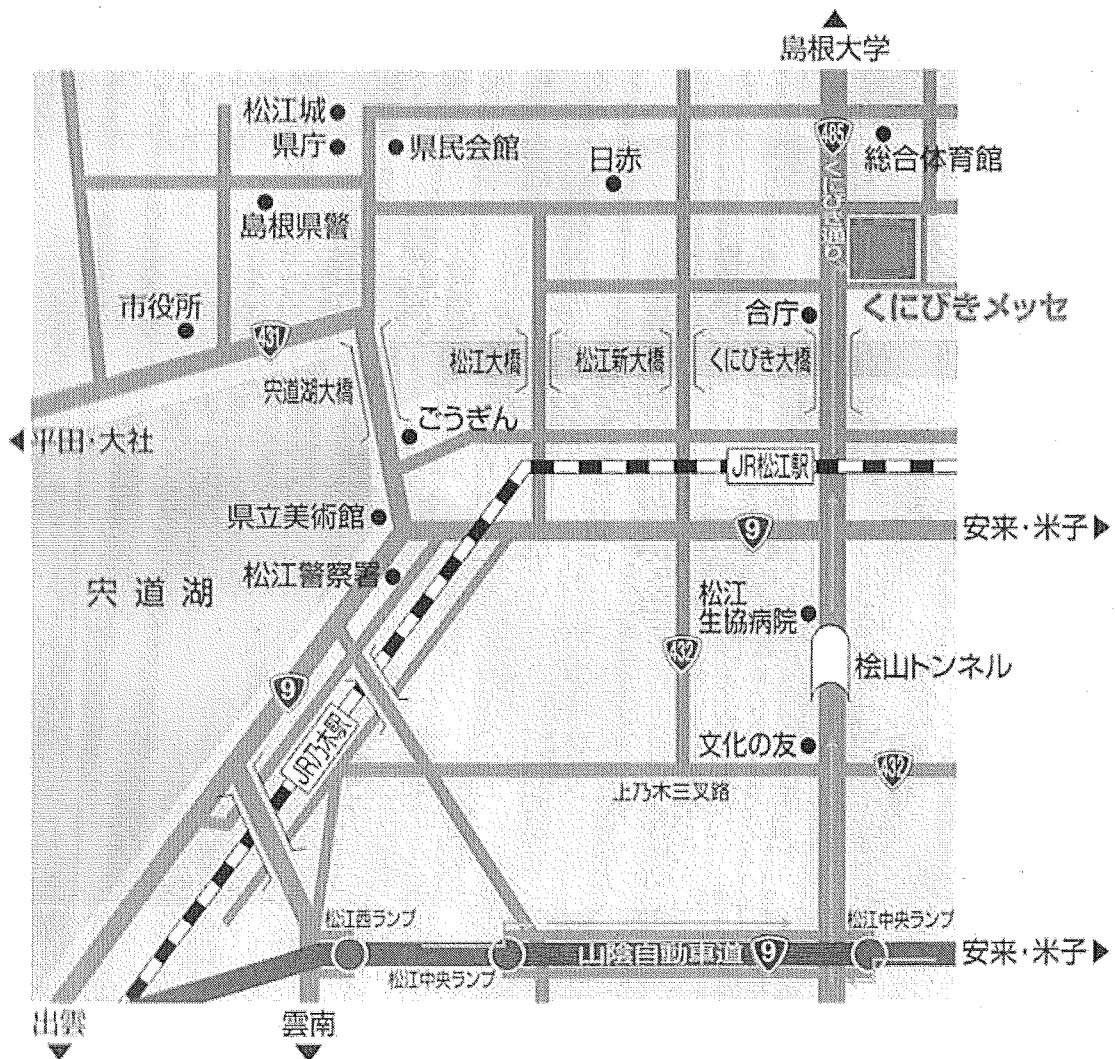 島根大学
松江城
県庁
県民会館
日赤
485
総合体育館
島根県警
くにびき通り
市役所
431
合庁
くにびきメッセ
宍道湖大橋
松江大橋
松江新大橋
くにびき大橋
平田・大社
ごうぎん
JR松江駅
県立美術館
9
安来・米子
宍道湖
松江警察署
松江
生協病院
432
桧山トンネル
9
JR乃木駅
文化の友
432
上乃木三叉路
松江西ランプ
松江中央ランプ
松江中央ランプ
山陰自動車道
9
安来・米子
出雲
雲南